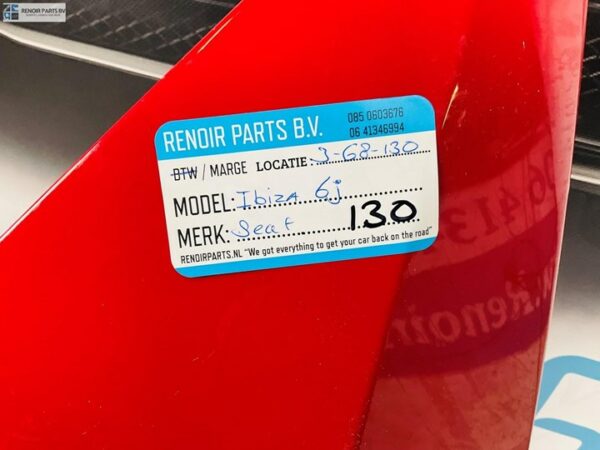 RENOIR PARTS BV
RENOIR PARTS B.V.
085 0603676
06 41346994
BTW / MARGE LOCATIE: 3-G8-130
MODEL: Ibiza 6j
MERK: Seat 130
RENOIRPARTS.NL "We got everything to get your car back on the road"